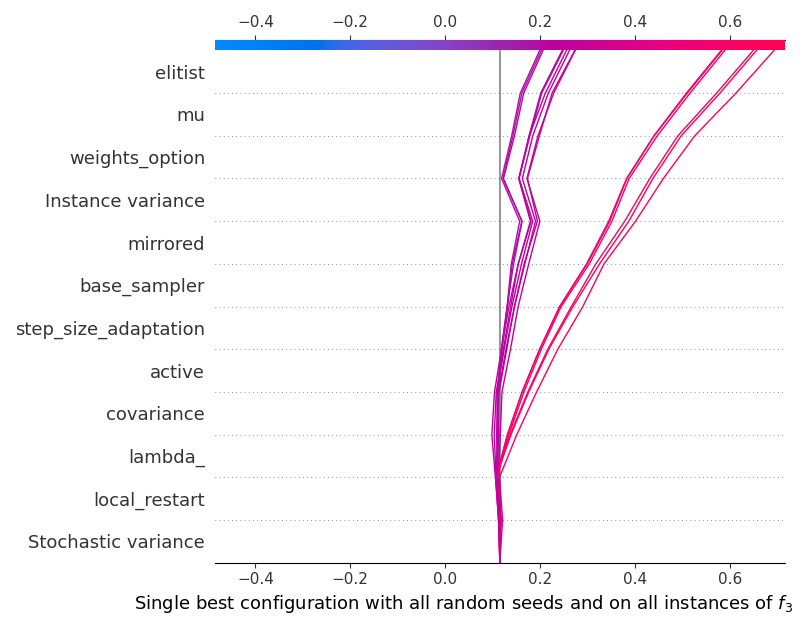 −0.4 −0.2 0.0 0.2 0.4 0.6
elitist
mu
weights_option
Instance variance
mirrored
base_sampler
step_size_adaptation
active
covariance
lambda_
local_restart
Stochastic variance
−0.4 −0.2 0.0 0.2 0.4 0.6
Single best configuration with all random seeds and on all instances of f₃